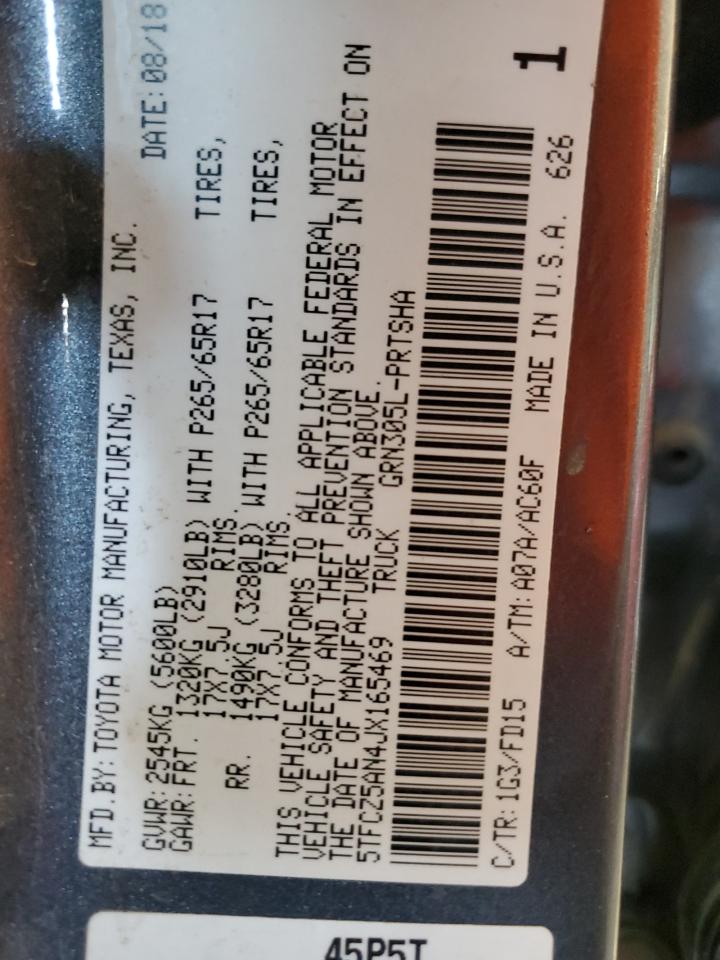 MFD.BY:TOYOTA MOTOR MANUFACTURING, TEXAS, INC.
DATE:08/18
GVWR:2545KG (5600LB)
GAWR:FRT. 1320KG (2910LB) WITH P265/65R17 TIRES,
17X7.5J RIMS.
RR. 1490KG (3280LB) WITH P265/65R17 TIRES,
17X7.5J RIMS.
THIS VEHICLE CONFORMS TO ALL APPLICABLE FEDERAL MOTOR
VEHICLE SAFETY AND THEFT PREVENTION STANDARDS IN EFFECT ON
THE DATE OF MANUFACTURE SHOWN ABOVE.
5TFCZ5AN4JX165469 TRUCK GRN305L-PRTSHA
C/TR:1G3/FD15 A/TM:A07A/AC60F MADE IN U.S.A. 626
1
45P5T